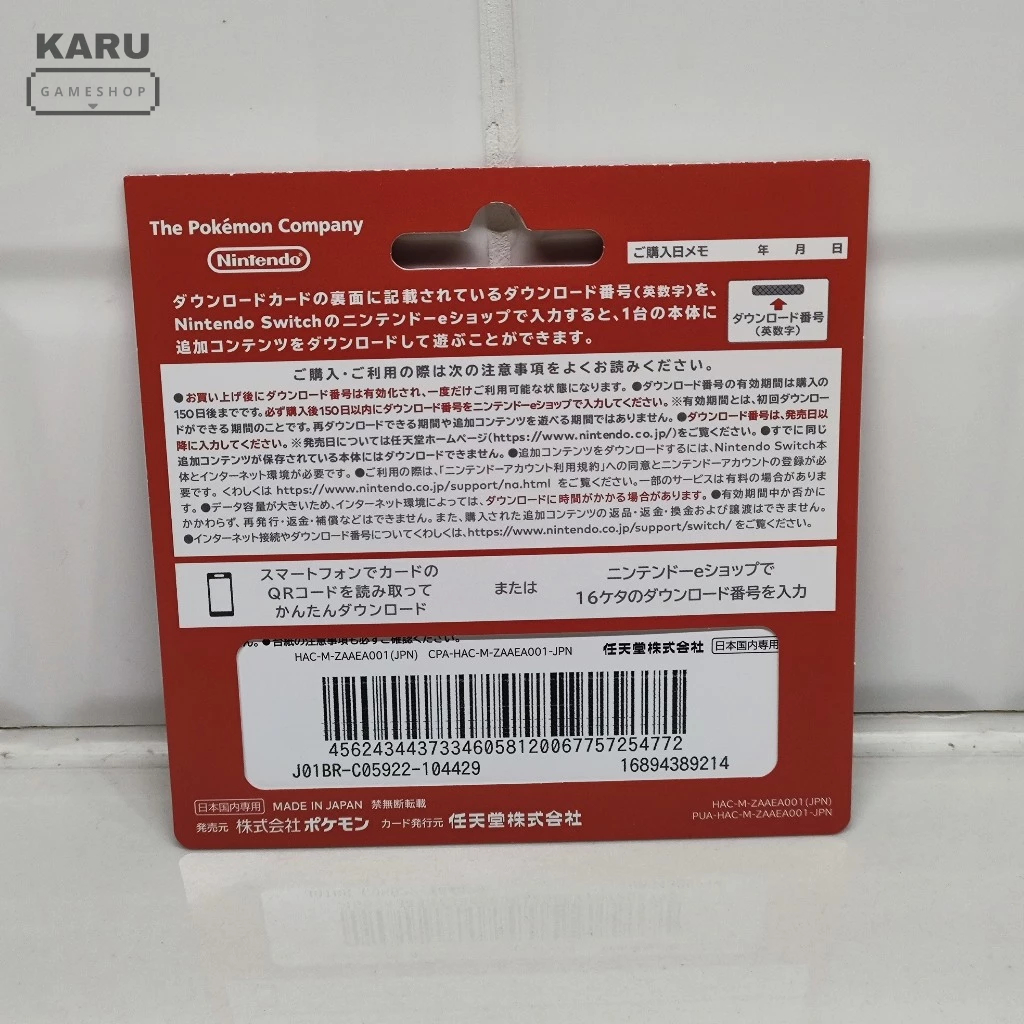 KARU
GAMESHOP
The Pokémon Company
Nintendo
ご購入日メモ 年 月 日
ダウンロードカードの裏面に記載されているダウンロード番号(英数字)を、
Nintendo Switchのニンテンドーeショップで入力すると、1台の本体に
追加コンテンツをダウンロードして遊ぶことができます。
ダウンロード番号
(英数字)
ご購入・ご利用の際は次の注意事項をよくお読みください。
●お買い上げ後にダウンロード番号は有効化され、一度だけご利用可能な状態になります。●ダウンロード番号の有効期間は購入の
150日後までです。必ず購入後150日以内にダウンロード番号をニンテンドーeショップで入力してください。※有効期間とは、初回ダウンロー
ドができる期間のことです。再ダウンロードできる期間や追加コンテンツを遊べる期間ではありません。●ダウンロード番号は、発売日以
降に入力してください。※発売日については任天堂ホームページ(https://www.nintendo.co.jp/)をご覧ください。●すでに同じ
追加コンテンツが保存されている本体にはダウンロードできません。●追加コンテンツをダウンロードするには、Nintendo Switch本
体とインターネット環境が必要です。●ご利用の際は、「ニンテンドーアカウント利用規約」への同意とニンテンドーアカウントの登録が必
要です。くわしくは https://www.nintendo.co.jp/support/na.html をご覧ください。一部のサービスは有料の場合がありま
す。●データ容量が大きいため、インターネット環境によっては、ダウンロードに時間がかかる場合があります。●有効期間中か否かに
かかわらず、再発行・返金・補償などはできません。また、購入された追加コンテンツの返品・返金・換金および譲渡はできません。
●インターネット接続やダウンロード番号についてくわしくは、https://www.nintendo.co.jp/support/switch/ をご覧ください。
スマートフォンでカードの
QRコードを読み取って
かんたんダウンロード
または
ニンテンドーeショップで
16ケタのダウンロード番号を入力
ん。●台紙の注意事項も必ずご確認ください。
HAC-M-ZAAEA001(JPN) CPA-HAC-M-ZAAEA001-JPN 任天堂株式会社 日本国内専用
45624344373346058120067757254772
J01BR-C05922-104429 16894389214
日本国内専用 MADE IN JAPAN 禁無断転載
発売元 株式会社ポケモン カード発行元 任天堂株式会社
HAC-M-ZAAEA001(JPN)
PUA-HAC-M-ZAAEA001-JPN